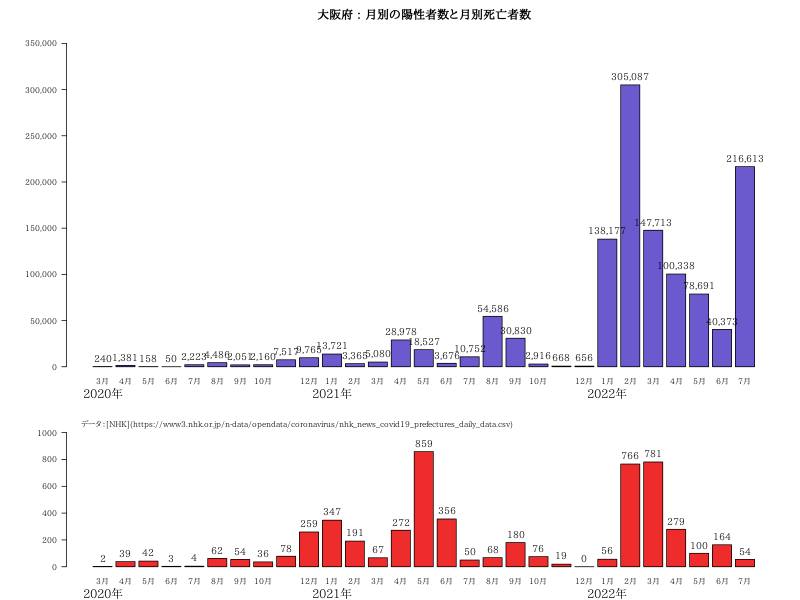 大阪府：月別の陽性者数と月別死亡者数
350,000
300,000
250,000
200,000
150,000
100,000
50,000
0
240 1,381 158 50 2,223 4,486 2,051 2,160 7,517 9,765 13,721 3,365 5,080 28,978 18,527 3,676 10,752 54,586 30,830 2,916 668 656 138,177 305,087 147,713 100,338 78,691 40,373 216,613
3月 4月 5月 6月 7月 8月 9月 10月 12月 1月 2月 3月 4月 5月 6月 7月 8月 9月 10月 12月 1月 2月 3月 4月 5月 6月 7月
2020年 2021年 2022年
データ:[NHK](https://www3.nhk.or.jp/n-data/opendata/coronavirus/nhk_news_covid19_prefectures_daily_data.csv)
1000
800
600
400
200
0
2 39 42 3 4 62 54 36 78 259 347 191 67 272 859 356 50 68 180 76 19 0 56 766 781 279 100 164 54
3月 4月 5月 6月 7月 8月 9月 10月 12月 1月 2月 3月 4月 5月 6月 7月 8月 9月 10月 12月 1月 2月 3月 4月 5月 6月 7月
2020年 2021年 2022年